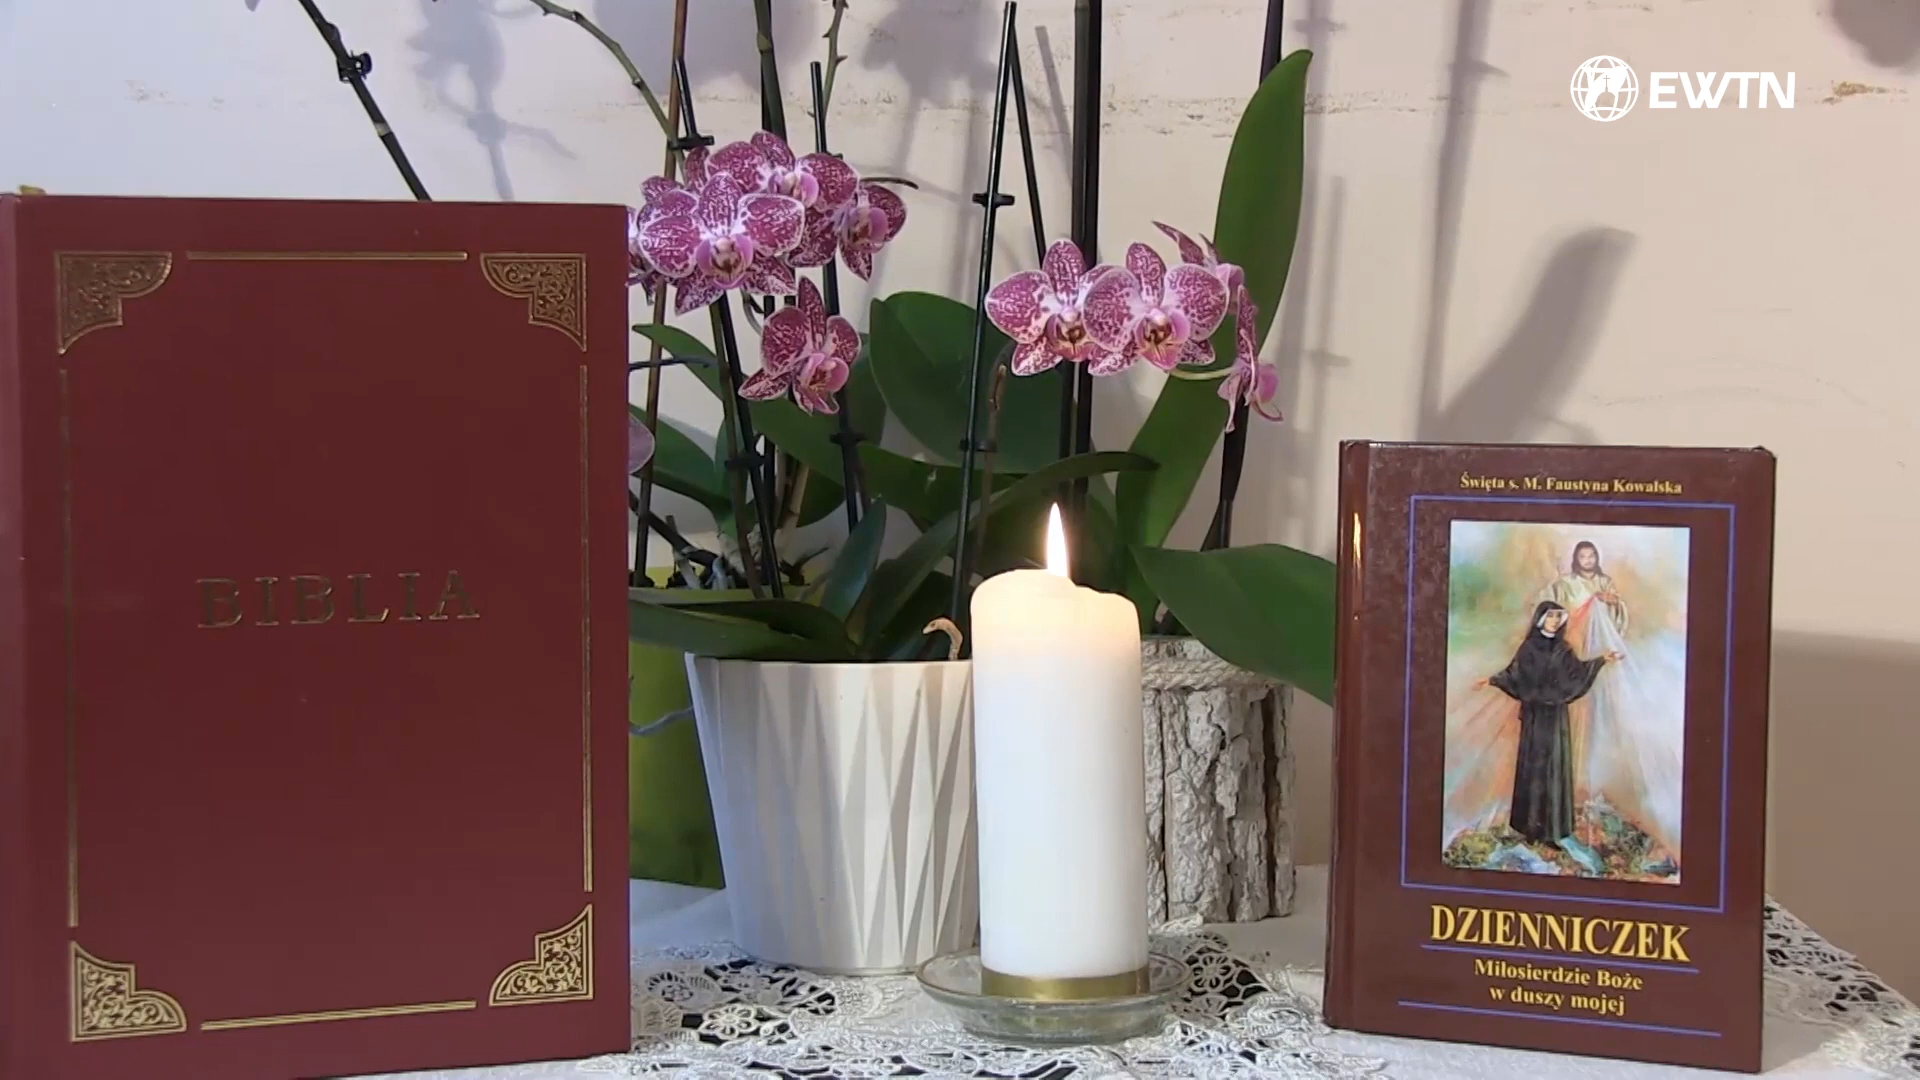 EWTN
BIBLIA
Święta s. M. Faustyna Kowalska
DZIENNICZEK
Miłosierdzie Boże
w duszy mojej